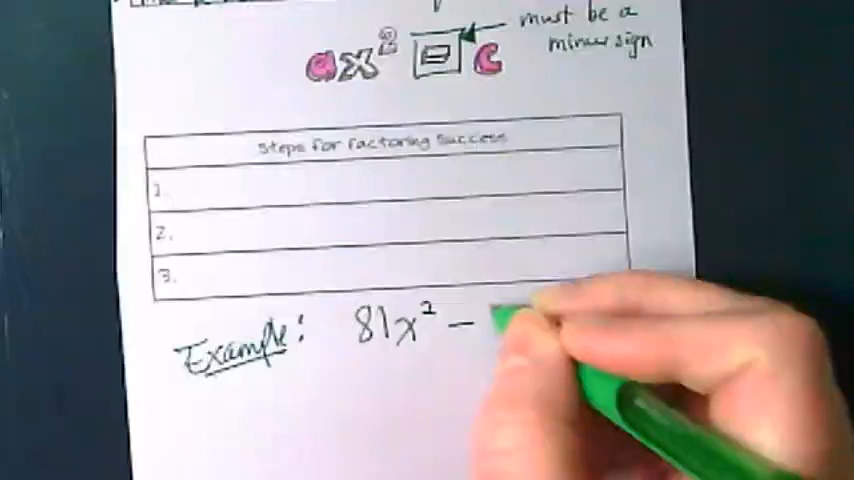 ax² - c
must be a
minus sign
Steps for factoring Success
1.
2.
3.
Example: 81x² -